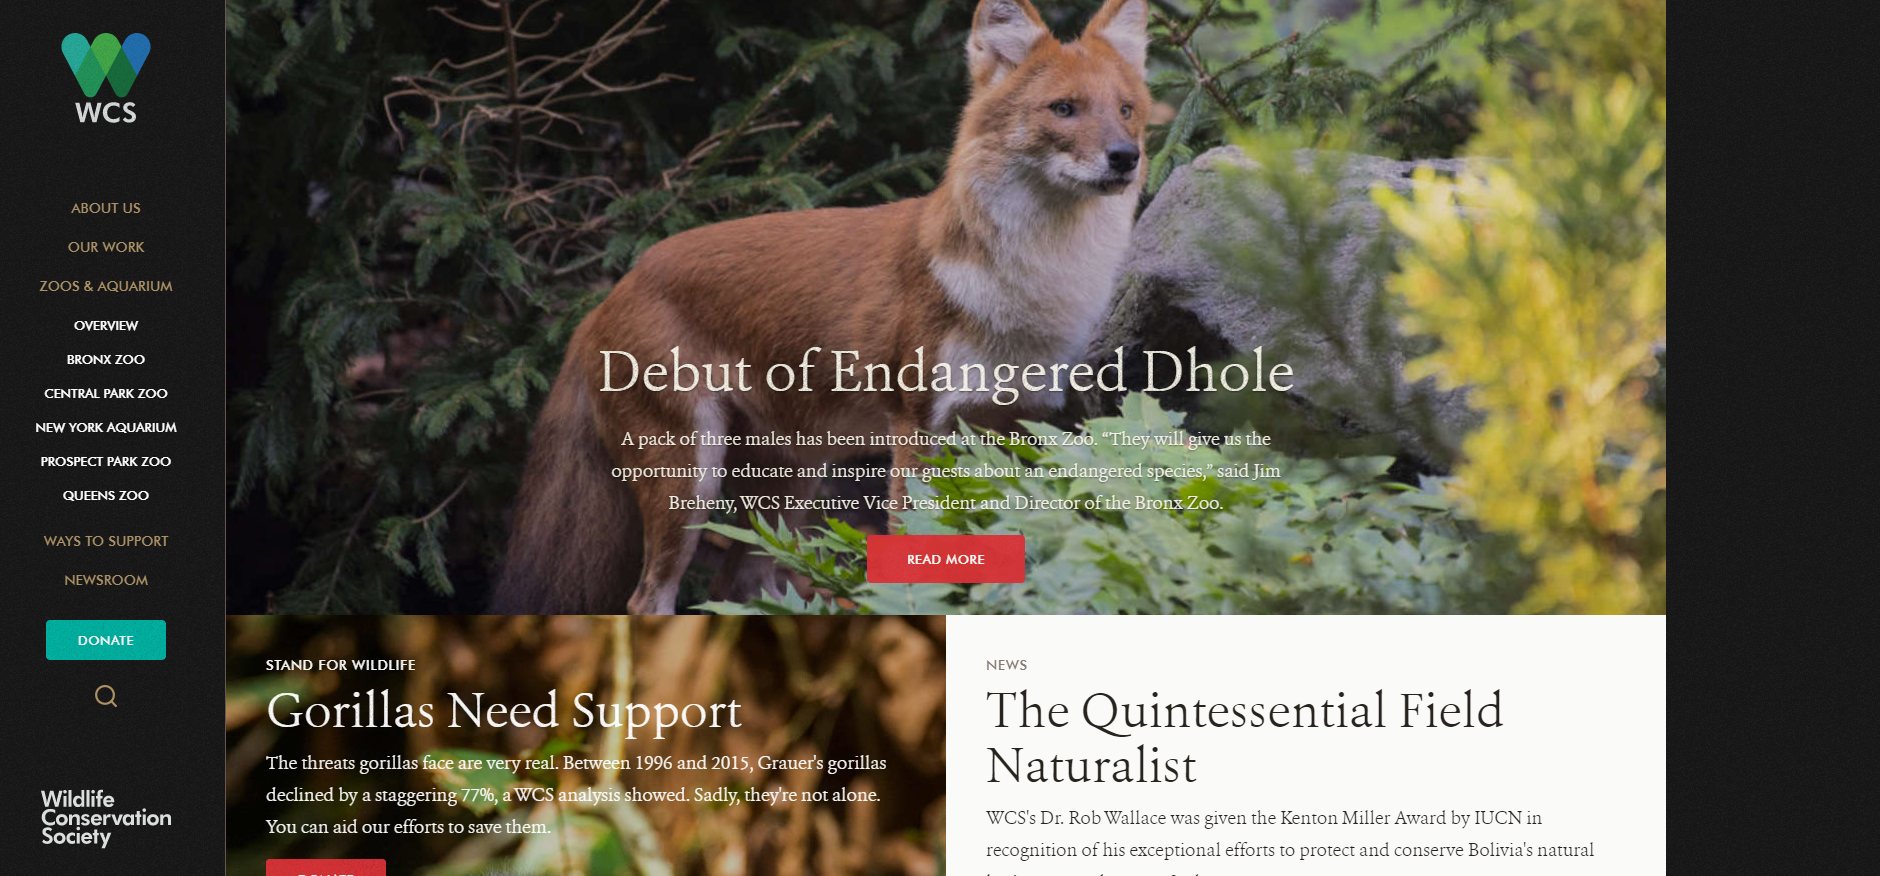 WCS
ABOUT US
OUR WORK
ZOOS & AQUARIUM
OVERVIEW
BRONX ZOO
CENTRAL PARK ZOO
NEW YORK AQUARIUM
PROSPECT PARK ZOO
QUEENS ZOO
WAYS TO SUPPORT
NEWSROOM
DONATE
Wildlife
Conservation
Society
Debut of Endangered Dhole
A pack of three males has been introduced at the Bronx Zoo. “They will give us the
opportunity to educate and inspire our guests about an endangered species,” said Jim
Breheny, WCS Executive Vice President and Director of the Bronx Zoo.
READ MORE
STAND FOR WILDLIFE
Gorillas Need Support
The threats gorillas face are very real. Between 1996 and 2015, Grauer's gorillas
declined by a staggering 77%, a WCS analysis showed. Sadly, they're not alone.
You can aid our efforts to save them.
NEWS
The Quintessential Field
Naturalist
WCS's Dr. Rob Wallace was given the Kenton Miller Award by IUCN in
recognition of his exceptional efforts to protect and conserve Bolivia's natural